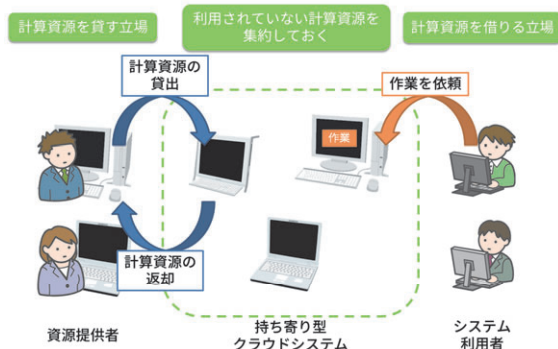 計算資源を貸す立場
利用されていない計算資源を
集約しておく
計算資源を借りる立場
計算資源の
貸出
作業を依頼
作業
計算資源の
返却
資源提供者
持ち寄り型
クラウドシステム
システム
利用者